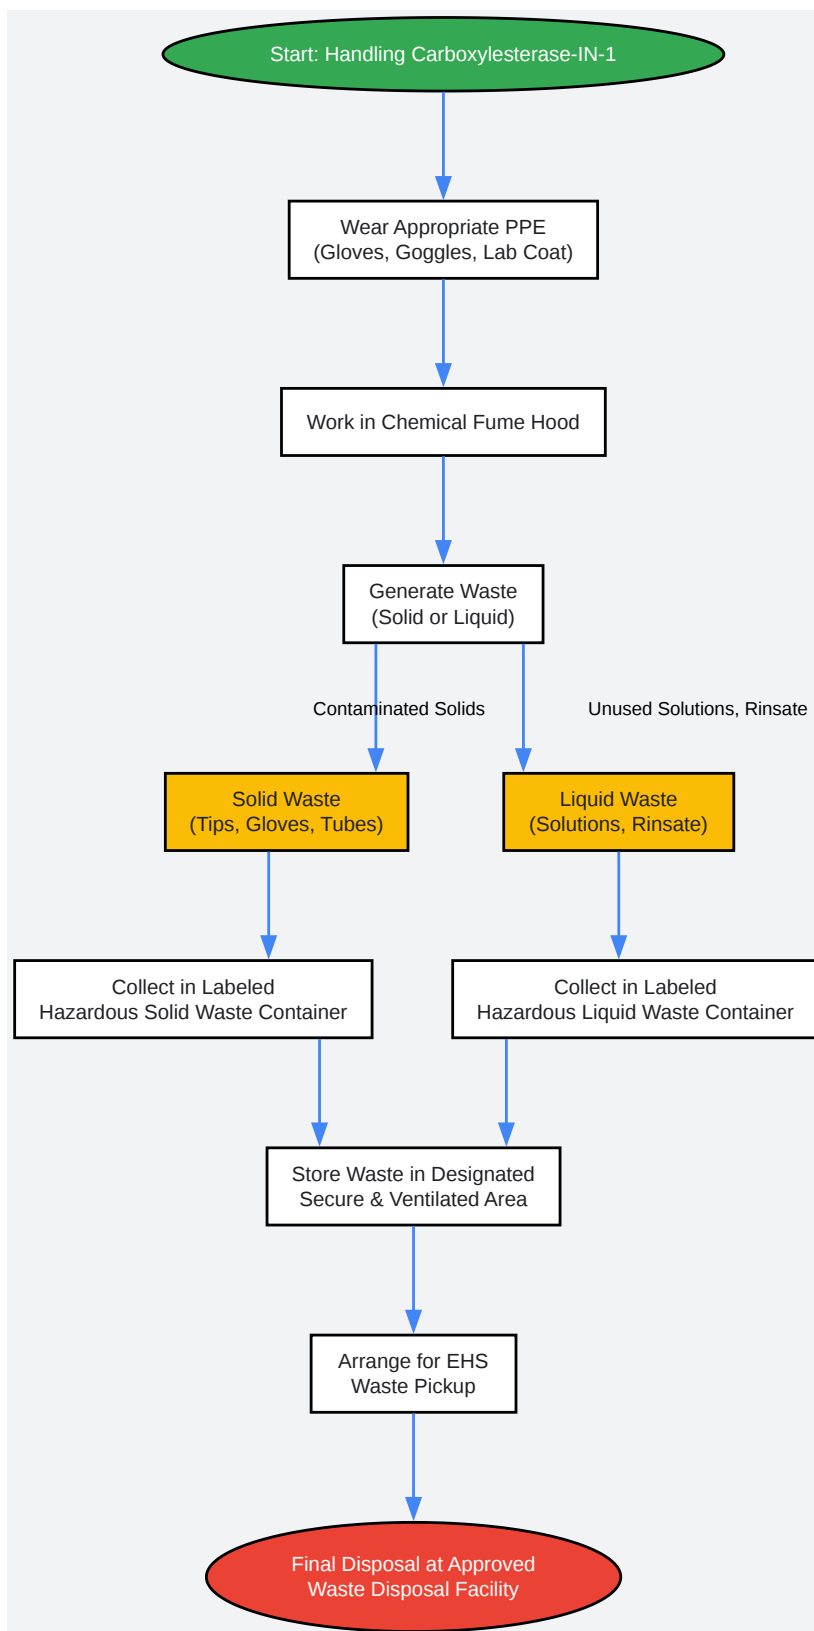 Start: Handling Carboxylesterase-IN-1
Wear Appropriate PPE
(Gloves, Goggles, Lab Coat)
Work in Chemical Fume Hood
Generate Waste
(Solid or Liquid)
Contaminated Solids
Unused Solutions, Rinsate
Solid Waste
(Tips, Gloves, Tubes)
Liquid Waste
(Solutions, Rinsate)
Collect in Labeled
Hazardous Solid Waste Container
Collect in Labeled
Hazardous Liquid Waste Container
Store Waste in Designated
Secure & Ventilated Area
Arrange for EHS
Waste Pickup
Final Disposal at Approved
Waste Disposal Facility